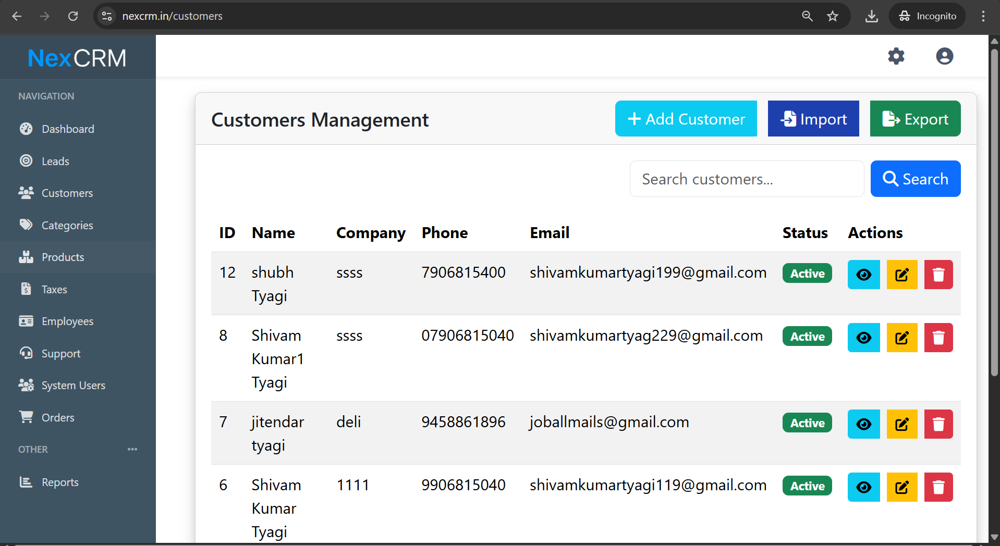 nexcrm.in/customers
Incognito
NexCRM
NAVIGATION
Dashboard
Leads
Customers
Categories
Products
Taxes
Employees
Support
System Users
Orders
OTHER
Reports
Customers Management
Add Customer
Import
Export
Search customers...
Search
ID Name Company Phone Email Status Actions
12 shubh ssss 7906815400 shivamkumartyagi199@gmail.com Active
Tyagi
8 Shivam ssss 07906815040 shivamkumartyag229@gmail.com Active
Kumar1
Tyagi
7 jitendar deli 9458861896 joballmails@gmail.com Active
tyagi
6 Shivam 1111 9906815040 shivamkumartyagi119@gmail.com Active
Kumar
Tyagi